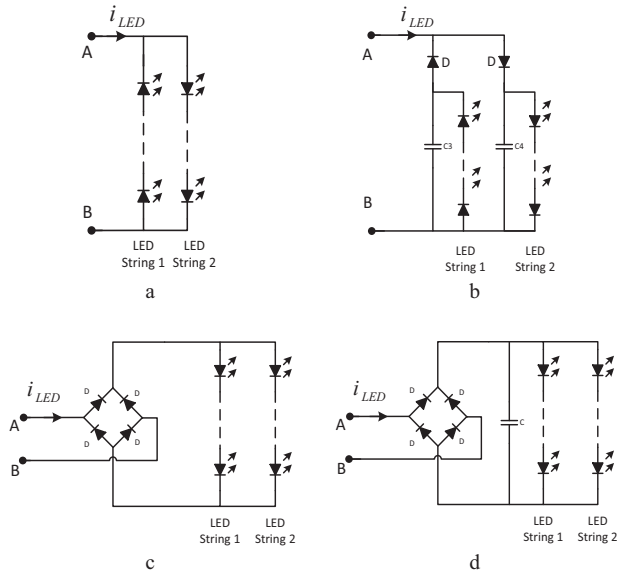 i_LED
A
B
LED LED
String 1 String 2
a
i_LED
A
D D
C3 C4
B
LED LED
String 1 String 2
b
i_LED
A
B
D D
D D
LED LED
String 1 String 2
c
i_LED
A
B
D D
D D
C
LED LED
String 1 String 2
d